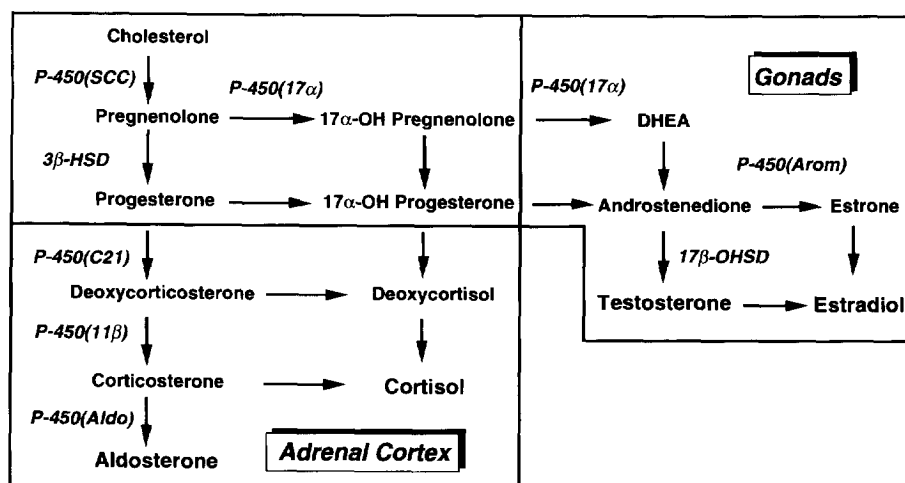 Cholesterol
P-450(SCC)
P-450(17α)
P-450(17α)
Gonads
Pregnenolone
17α-OH Pregnenolone
DHEA
3β-HSD
P-450(Arom)
Progesterone
17α-OH Progesterone
Androstenedione
Estrone
P-450(C21)
17β-OHSD
Deoxycorticosterone
Deoxycortisol
Testosterone
Estradiol
P-450(11β)
Corticosterone
Cortisol
P-450(Aldo)
Aldosterone
Adrenal Cortex